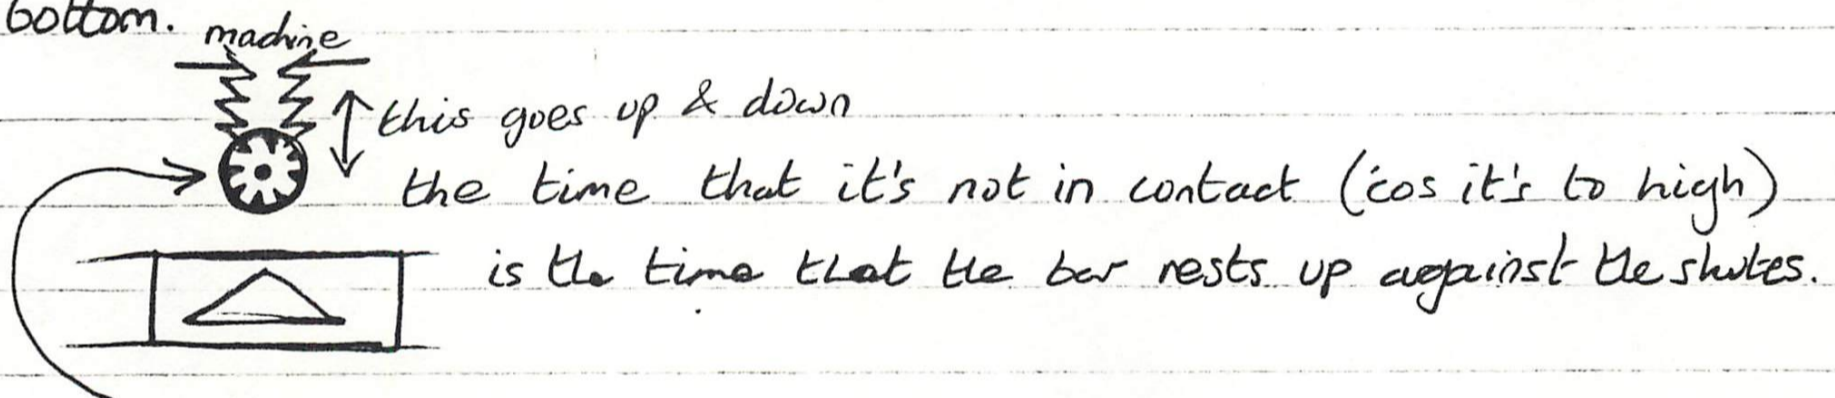 bottom.
machine
this goes up & down
the time that it's not in contact ('cos it's to high)
is the time that the bar rests up against the shutes.